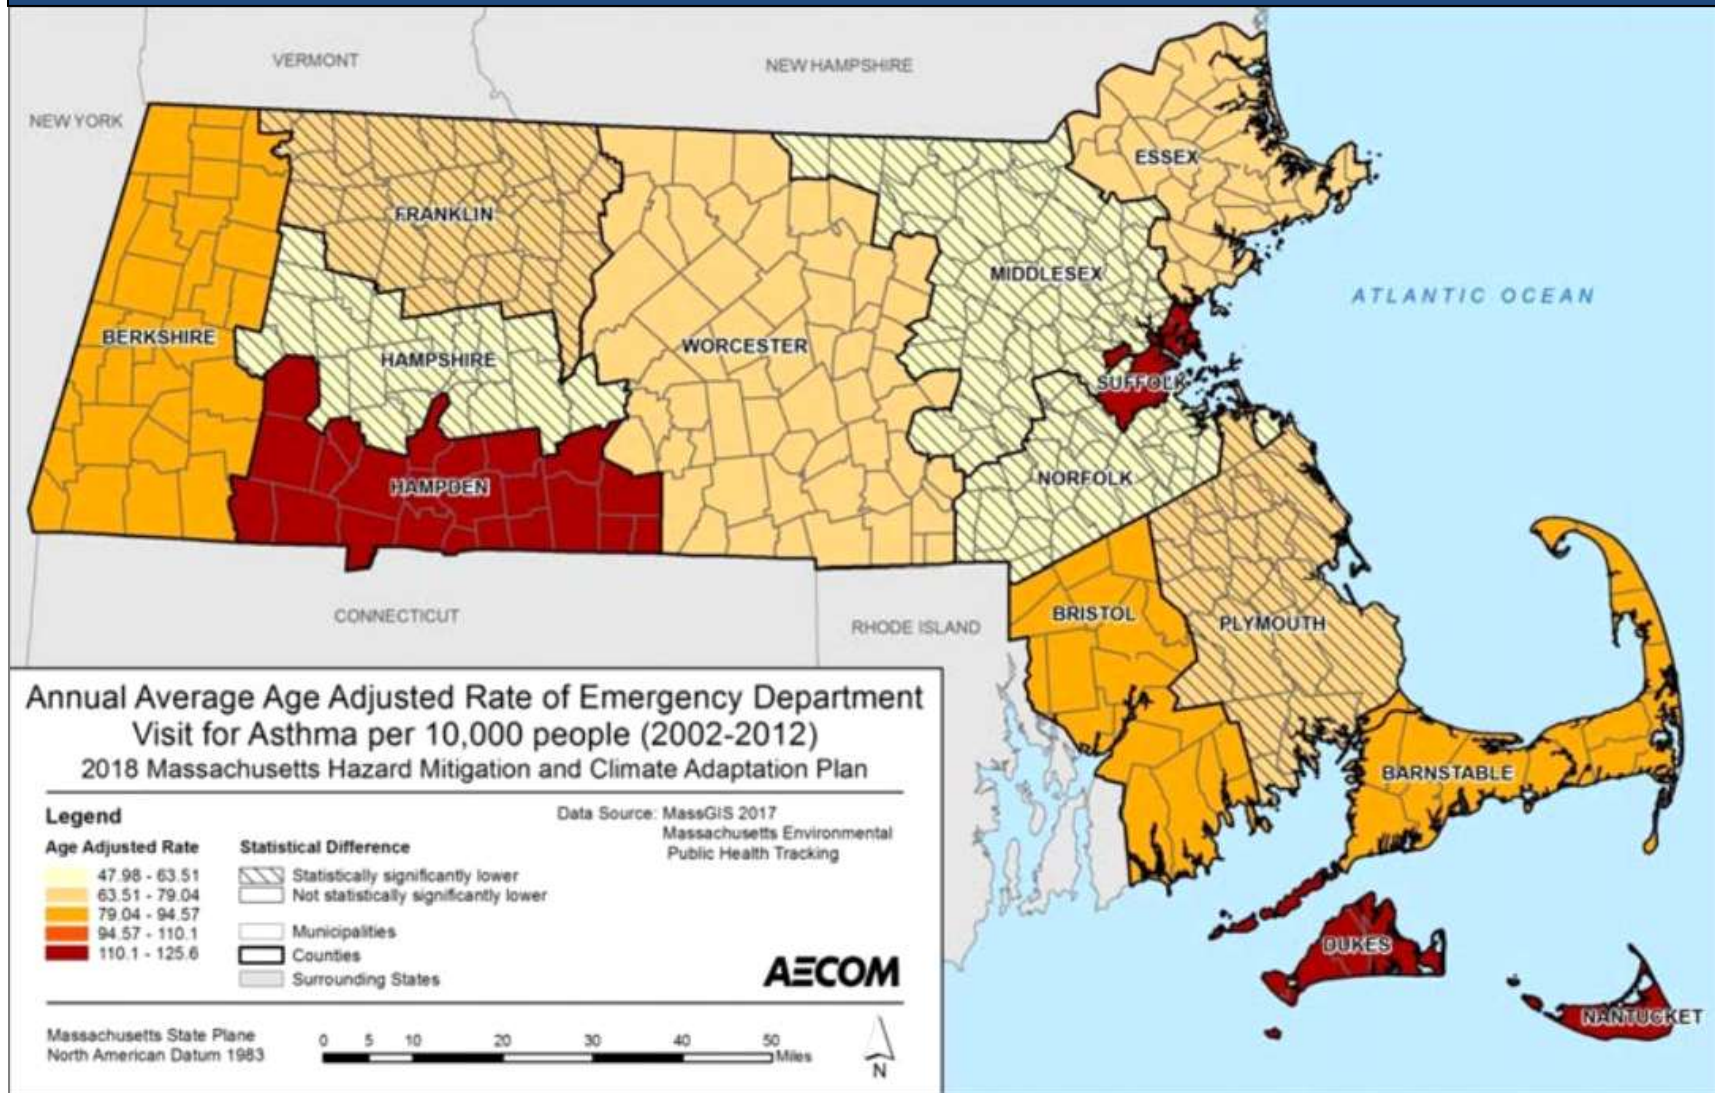 VERMONT
NEW HAMPSHIRE
NEW YORK
ESSEX
FRANKLIN
MIDDLESEX
ATLANTIC OCEAN
BERKSHIRE
HAMPSHIRE
WORCESTER
SUFFOLK
HAMPDEN
NORFOLK
CONNECTICUT
RHODE ISLAND
BRISTOL
PLYMOUTH
BARNSTABLE
DUKES
NANTUCKET
Annual Average Age Adjusted Rate of Emergency Department
Visit for Asthma per 10,000 people (2002-2012)
2018 Massachusetts Hazard Mitigation and Climate Adaptation Plan
Legend
Age Adjusted Rate
47.98 - 63.51
63.51 - 79.04
79.04 - 94.57
94.57 - 110.1
110.1 - 125.6
Statistical Difference
Statistically significantly lower
Not statistically significantly lower
Municipalities
Counties
Surrounding States
Data Source: MassGIS 2017
Massachusetts Environmental
Public Health Tracking
AECOM
Massachusetts State Plane
North American Datum 1983
0 5 10 20 30 40 50
Miles
N